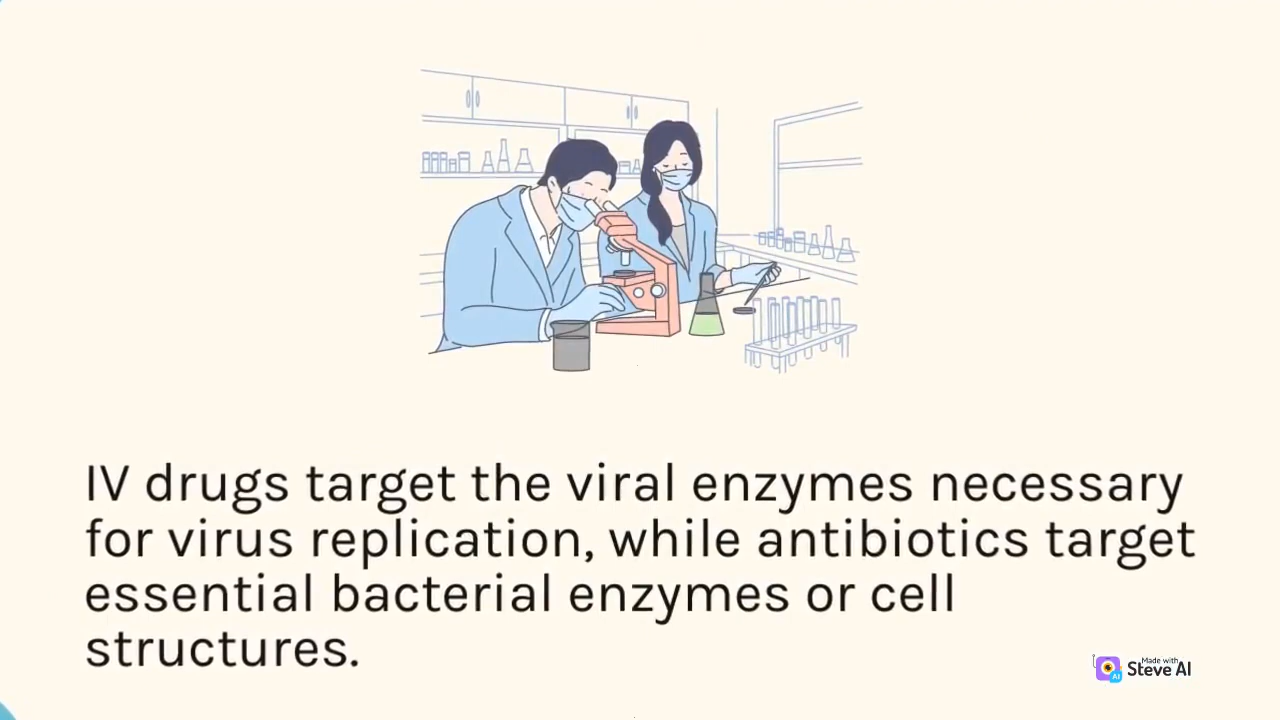 IV drugs target the viral enzymes necessary
for virus replication, while antibiotics target
essential bacterial enzymes or cell
structures.
Made with
Steve AI
AI